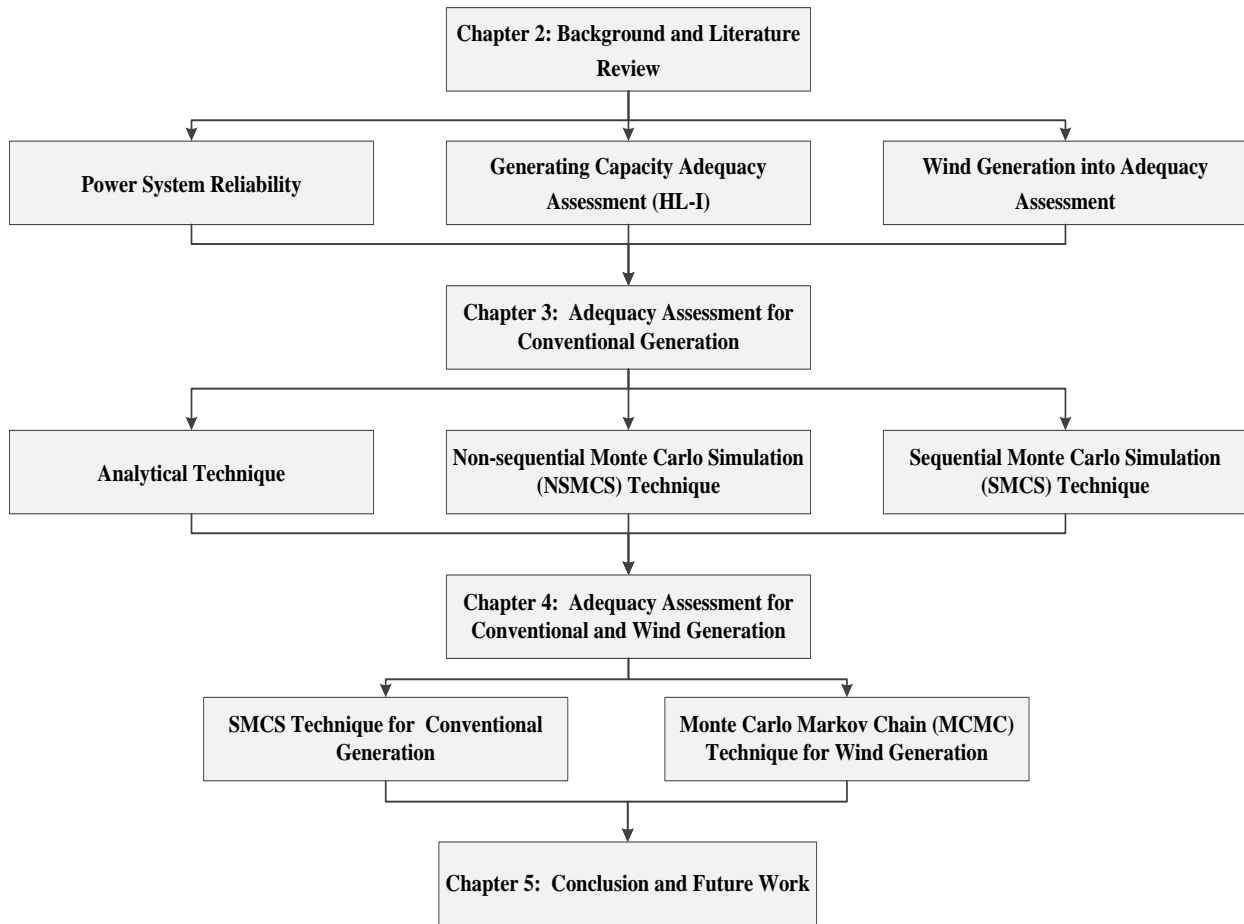 Chapter 2: Background and Literature
Review
Power System Reliability
Generating Capacity Adequacy
Assessment (HL-I)
Wind Generation into Adequacy
Assessment
Chapter 3:  Adequacy Assessment for
Conventional Generation
Analytical Technique
Non-sequential Monte Carlo Simulation
(NSMCS) Technique
Sequential Monte Carlo Simulation
(SMCS) Technique
Chapter 4:  Adequacy Assessment for
Conventional and Wind Generation
SMCS Technique for  Conventional
Generation
Monte Carlo Markov Chain (MCMC)
Technique for Wind Generation
Chapter 5:  Conclusion and Future Work